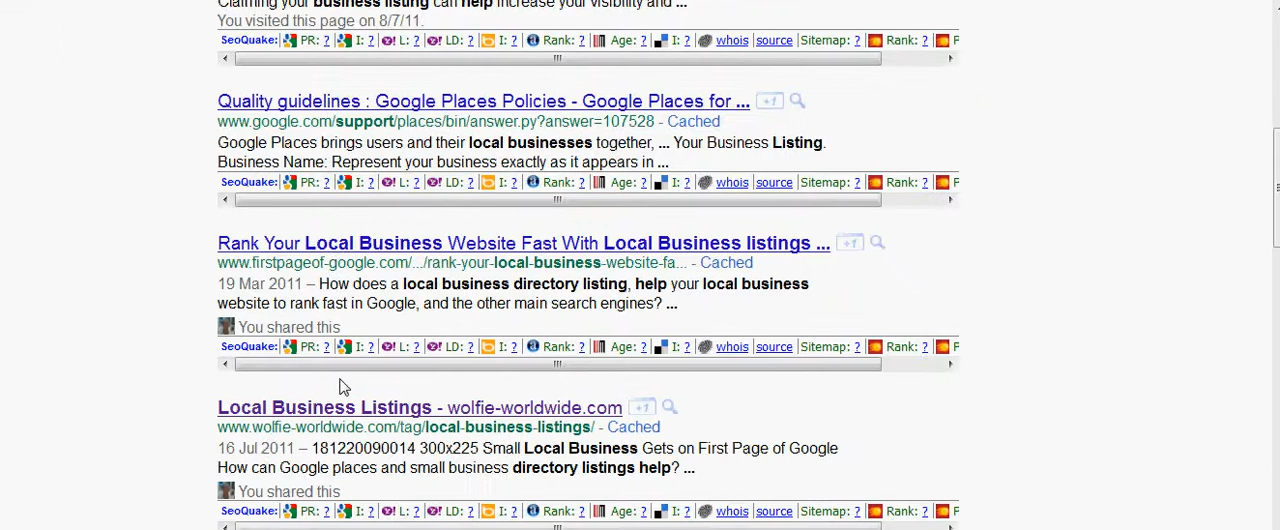 Claiming your business listing can help increase your visibility and ...
You visited this page on 8/7/11.
SeoQuake: PR: ? I: ? L: ? LD: ? I: ? Rank: ? Age: ? I: ? whois source Sitemap: ? Rank: ? P
Quality guidelines : Google Places Policies - Google Places for ... +1
www.google.com/support/places/bin/answer.py?answer=107528 - Cached
Google Places brings users and their local businesses together, ... Your Business Listing.
Business Name: Represent your business exactly as it appears in ...
SeoQuake: PR: ? I: ? L: ? LD: ? I: ? Rank: ? Age: ? I: ? whois source Sitemap: ? Rank: ? P
Rank Your Local Business Website Fast With Local Business listings ... +1
www.firstpageof-google.com/.../rank-your-local-business-website-fa... - Cached
19 Mar 2011 – How does a local business directory listing, help your local business
website to rank fast in Google, and the other main search engines? ...
You shared this
SeoQuake: PR: ? I: ? L: ? LD: ? I: ? Rank: ? Age: ? I: ? whois source Sitemap: ? Rank: ? P
Local Business Listings - wolfie-worldwide.com +1
www.wolfie-worldwide.com/tag/local-business-listings/ - Cached
16 Jul 2011 – 181220090014 300x225 Small Local Business Gets on First Page of Google
How can Google places and small business directory listings help? ...
You shared this
SeoQuake: PR: ? I: ? L: ? LD: ? I: ? Rank: ? Age: ? I: ? whois source Sitemap: ? Rank: ? P